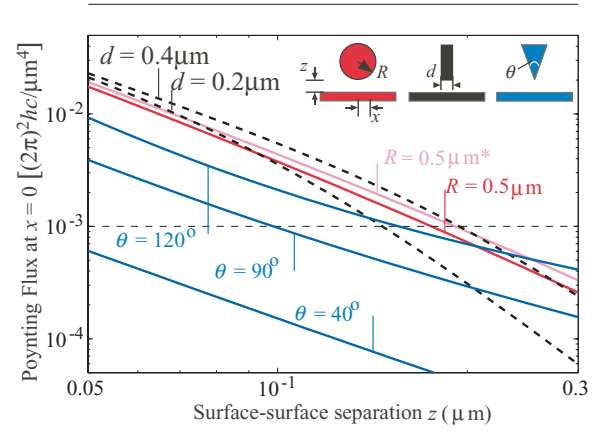 d = 0.4μm
d = 0.2μm
z
R
x
d
θ
R = 0.5μm*
R = 0.5μm
θ = 120°
θ = 90°
θ = 40°
Poynting Flux at x = 0 [(2π)²hc/μm⁴]
10⁻²
10⁻³
10⁻⁴
0.05
10⁻¹
0.3
Surface-surface separation z (μm)